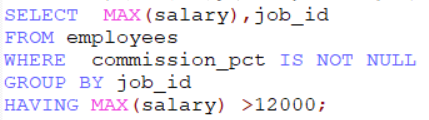 SELECT  MAX(salary),job_id
FROM employees
WHERE  commission_pct IS NOT NULL
GROUP BY job_id
HAVING MAX(salary) >12000;